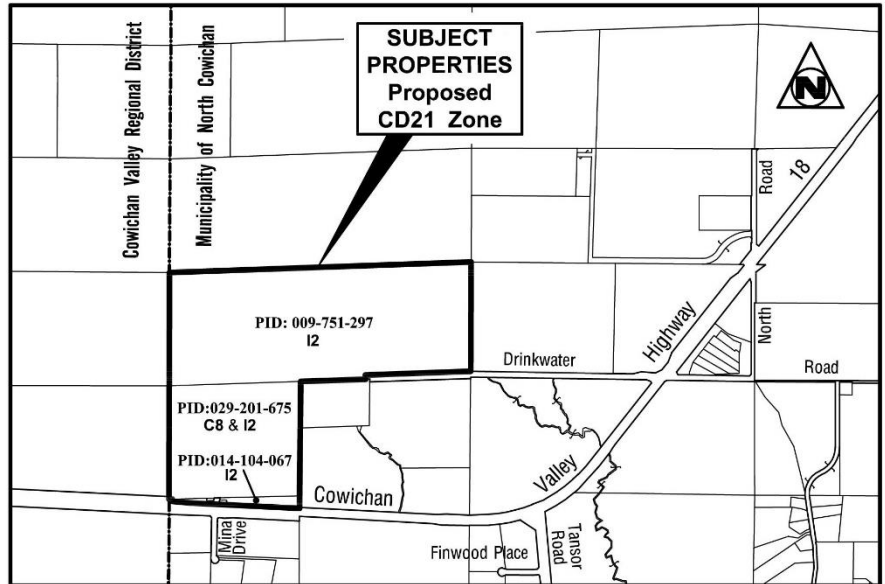 SUBJECT
PROPERTIES
Proposed
CD21 Zone
N
Cowichan Valley Regional District
Municipality of North Cowichan
Road
18
PID: 009-751-297
I2
Highway
North
Drinkwater
Road
PID:029-201-675
C8 & I2
PID:014-104-067
I2
Cowichan
Valley
Mina
Drive
Finwood Place
Tansor
Road